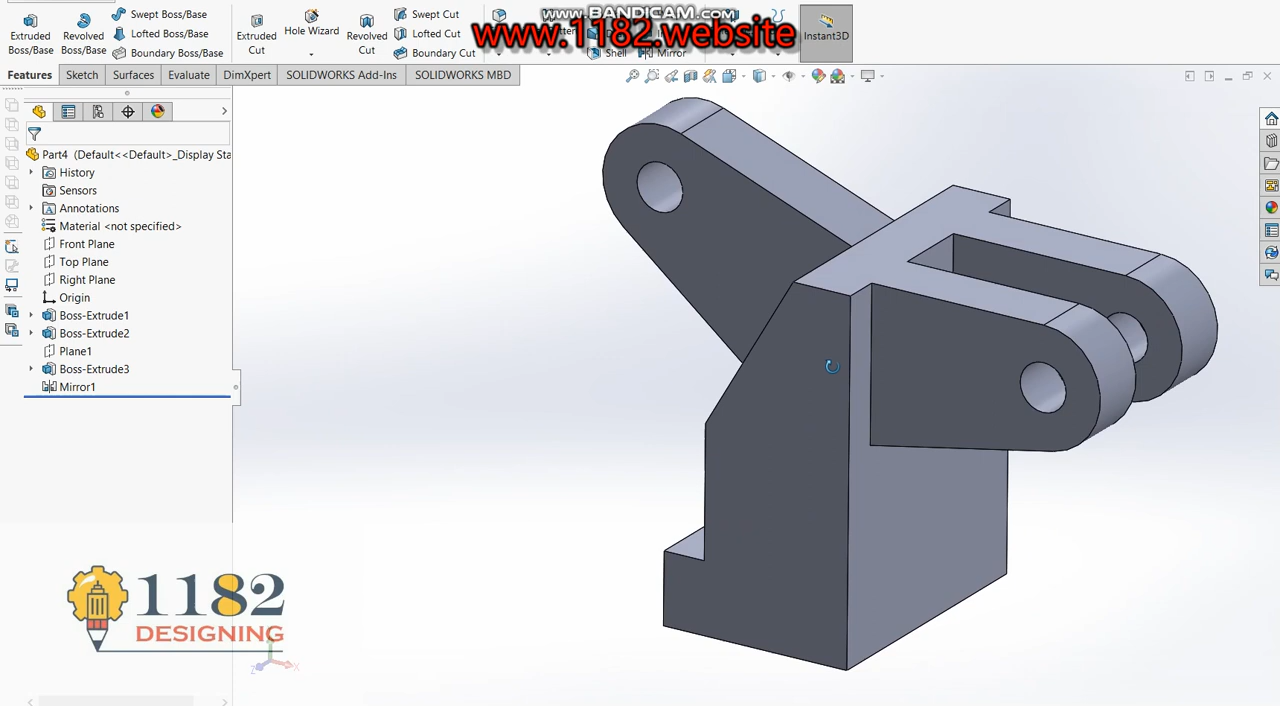 www.BANDICAM.com
www.1182.website
Extruded Boss/Base
Revolved Boss/Base
Swept Boss/Base
Lofted Boss/Base
Boundary Boss/Base
Extruded Cut
Hole Wizard
Revolved Cut
Swept Cut
Lofted Cut
Boundary Cut
Shell
Mirror
Instant3D
Features
Sketch
Surfaces
Evaluate
DimXpert
SOLIDWORKS Add-Ins
SOLIDWORKS MBD
Part4 (Default<<Default>_Display Sta
History
Sensors
Annotations
Material <not specified>
Front Plane
Top Plane
Right Plane
Origin
Boss-Extrude1
Boss-Extrude2
Plane1
Boss-Extrude3
Mirror1
1182
DESIGNING
Z
X